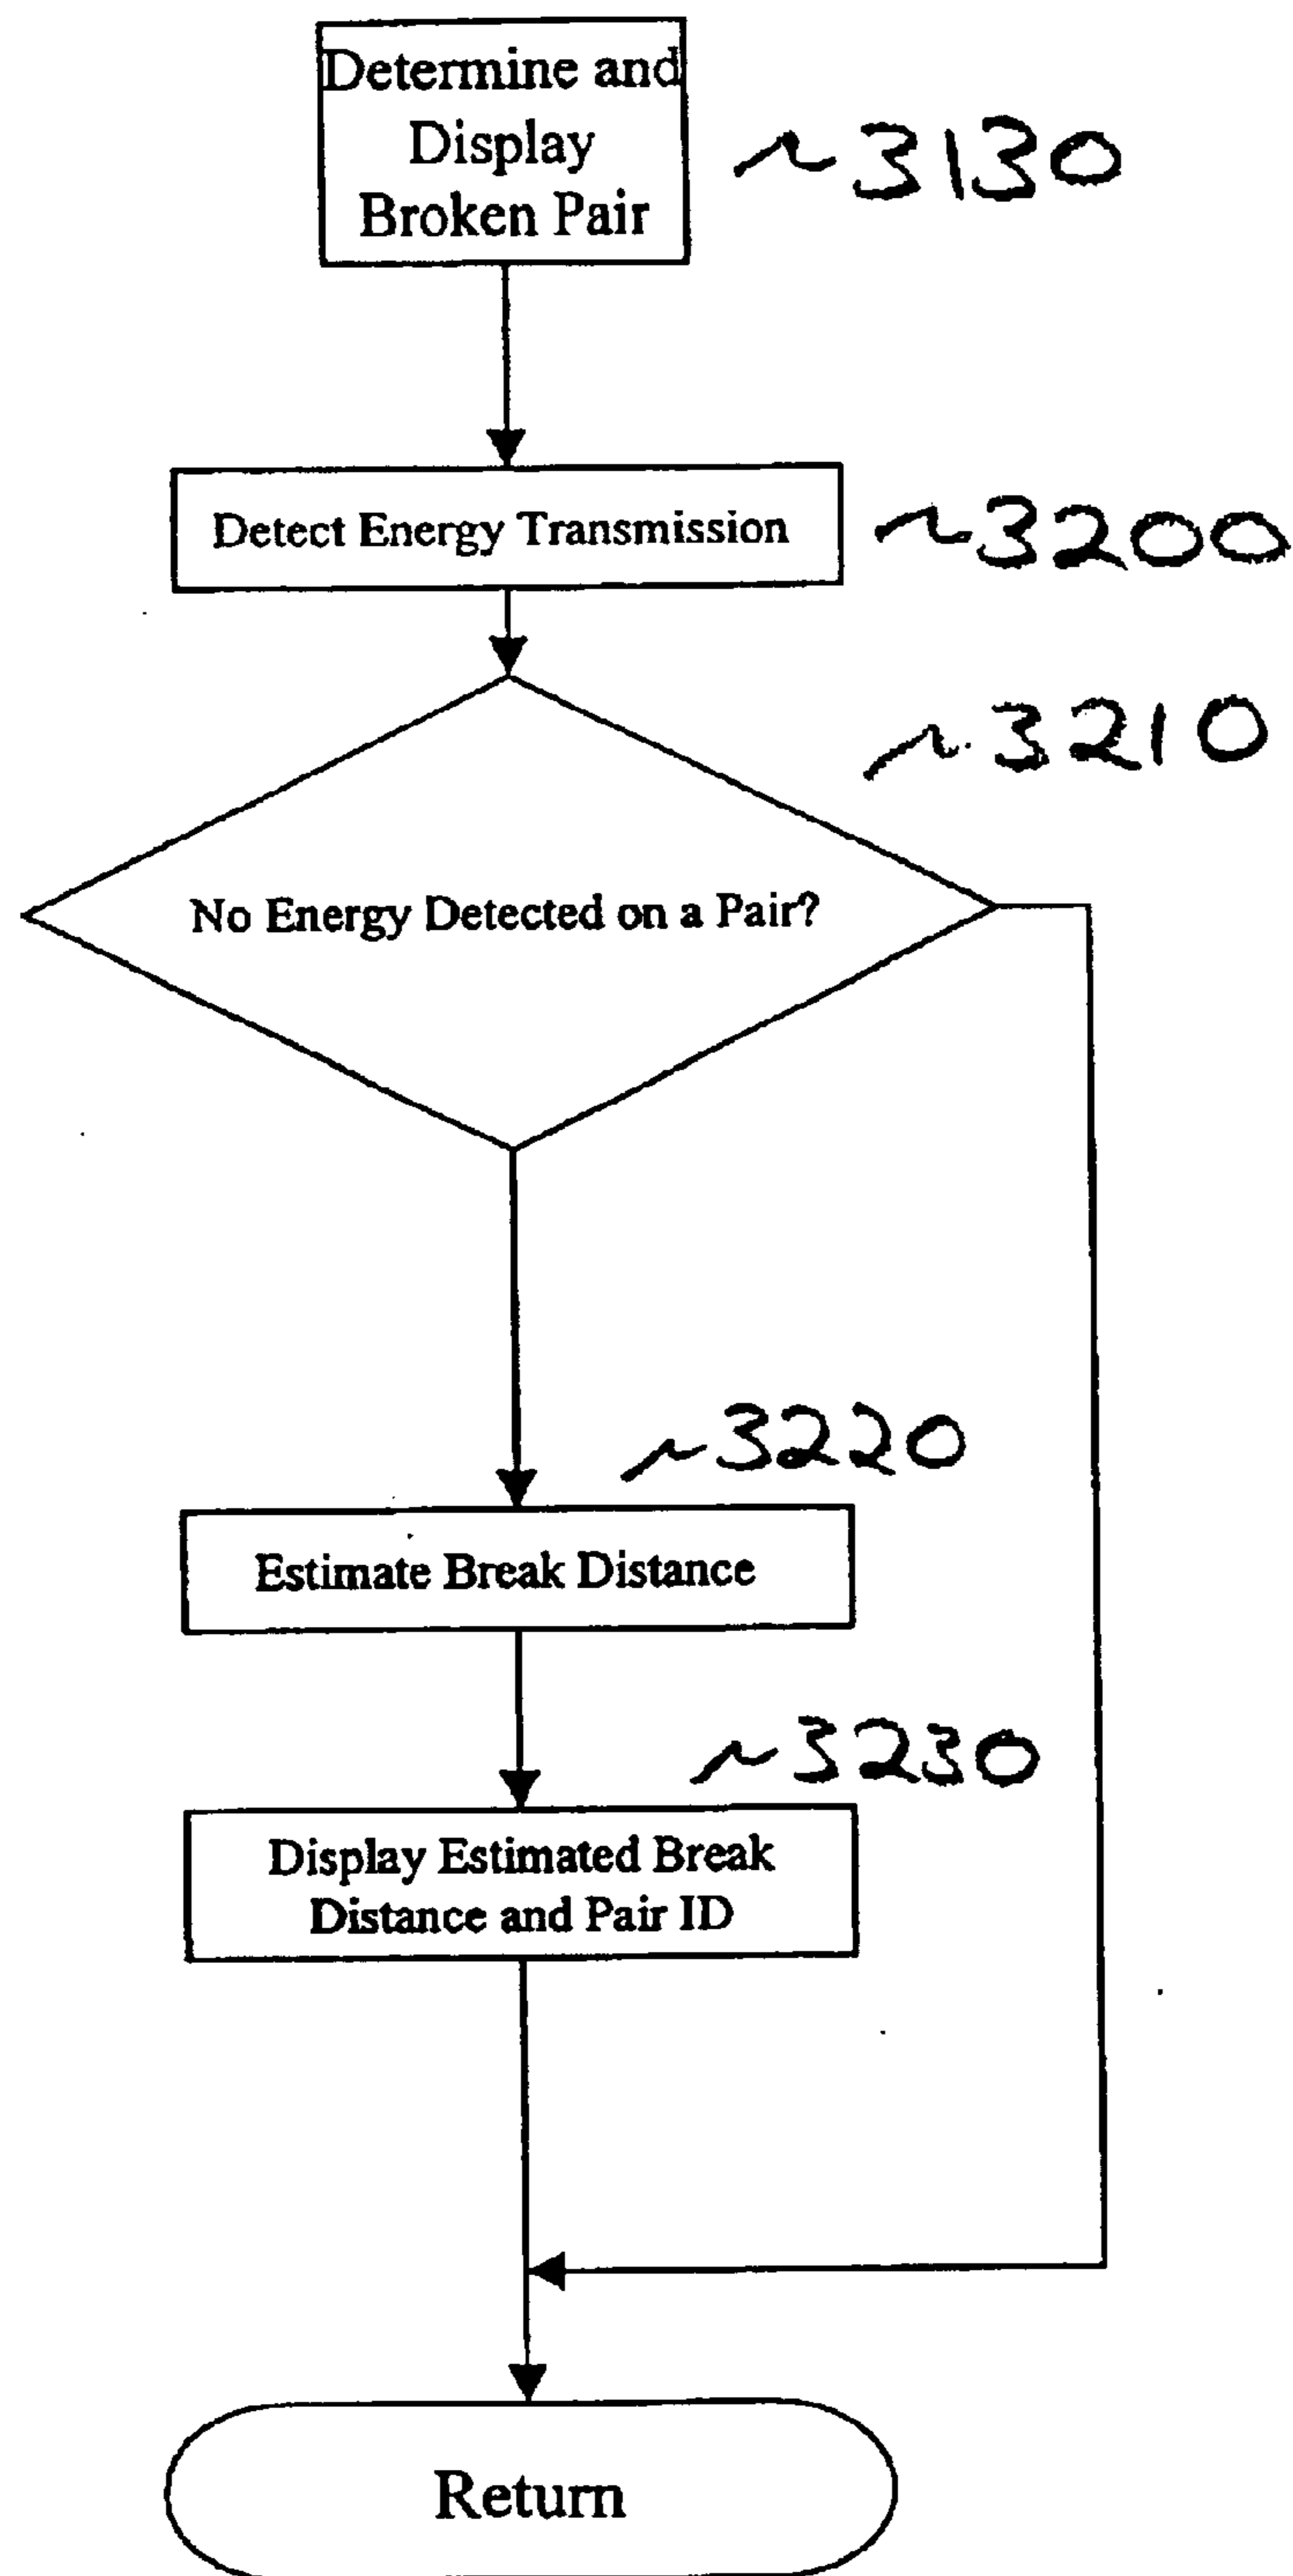 Determine and
Display
Broken Pair
~3130
Detect Energy Transmission
~3200
~3210
No Energy Detected on a Pair?
~3220
Estimate Break Distance
~3230
Display Estimated Break
Distance and Pair ID
Return